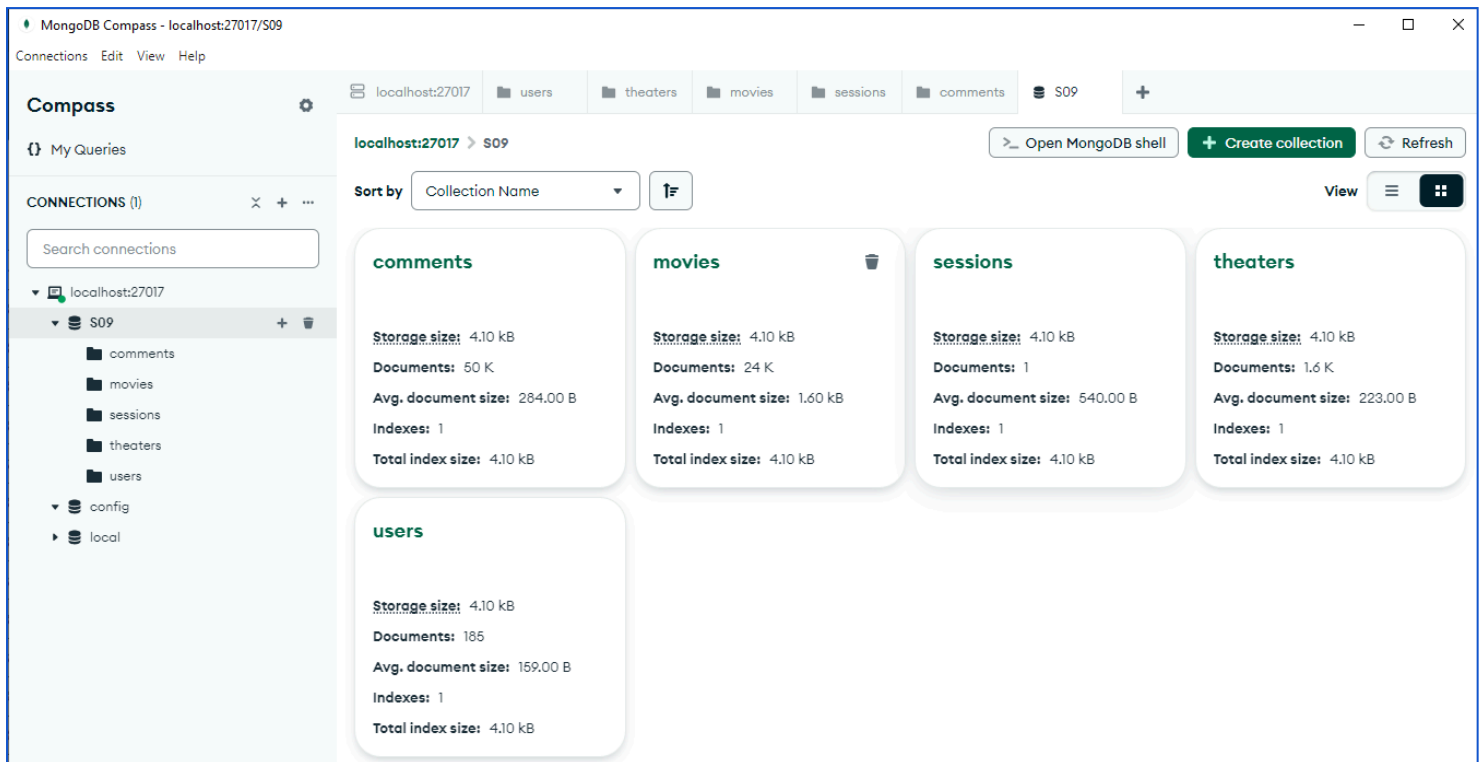 MongoDB Compass - localhost:27017/S09
Connections Edit View Help
Compass
{} My Queries
CONNECTIONS (1)
Search connections
localhost:27017
S09
comments
movies
sessions
theaters
users
config
local
localhost:27017 users theaters movies sessions comments S09
localhost:27017 > S09
>_ Open MongoDB shell
+ Create collection
Refresh
Sort by Collection Name
View
comments
Storage size: 4.10 kB
Documents: 50 K
Avg. document size: 284.00 B
Indexes: 1
Total index size: 4.10 kB
movies
Storage size: 4.10 kB
Documents: 24 K
Avg. document size: 1.60 kB
Indexes: 1
Total index size: 4.10 kB
sessions
Storage size: 4.10 kB
Documents: 1
Avg. document size: 540.00 B
Indexes: 1
Total index size: 4.10 kB
theaters
Storage size: 4.10 kB
Documents: 1.6 K
Avg. document size: 223.00 B
Indexes: 1
Total index size: 4.10 kB
users
Storage size: 4.10 kB
Documents: 185
Avg. document size: 159.00 B
Indexes: 1
Total index size: 4.10 kB